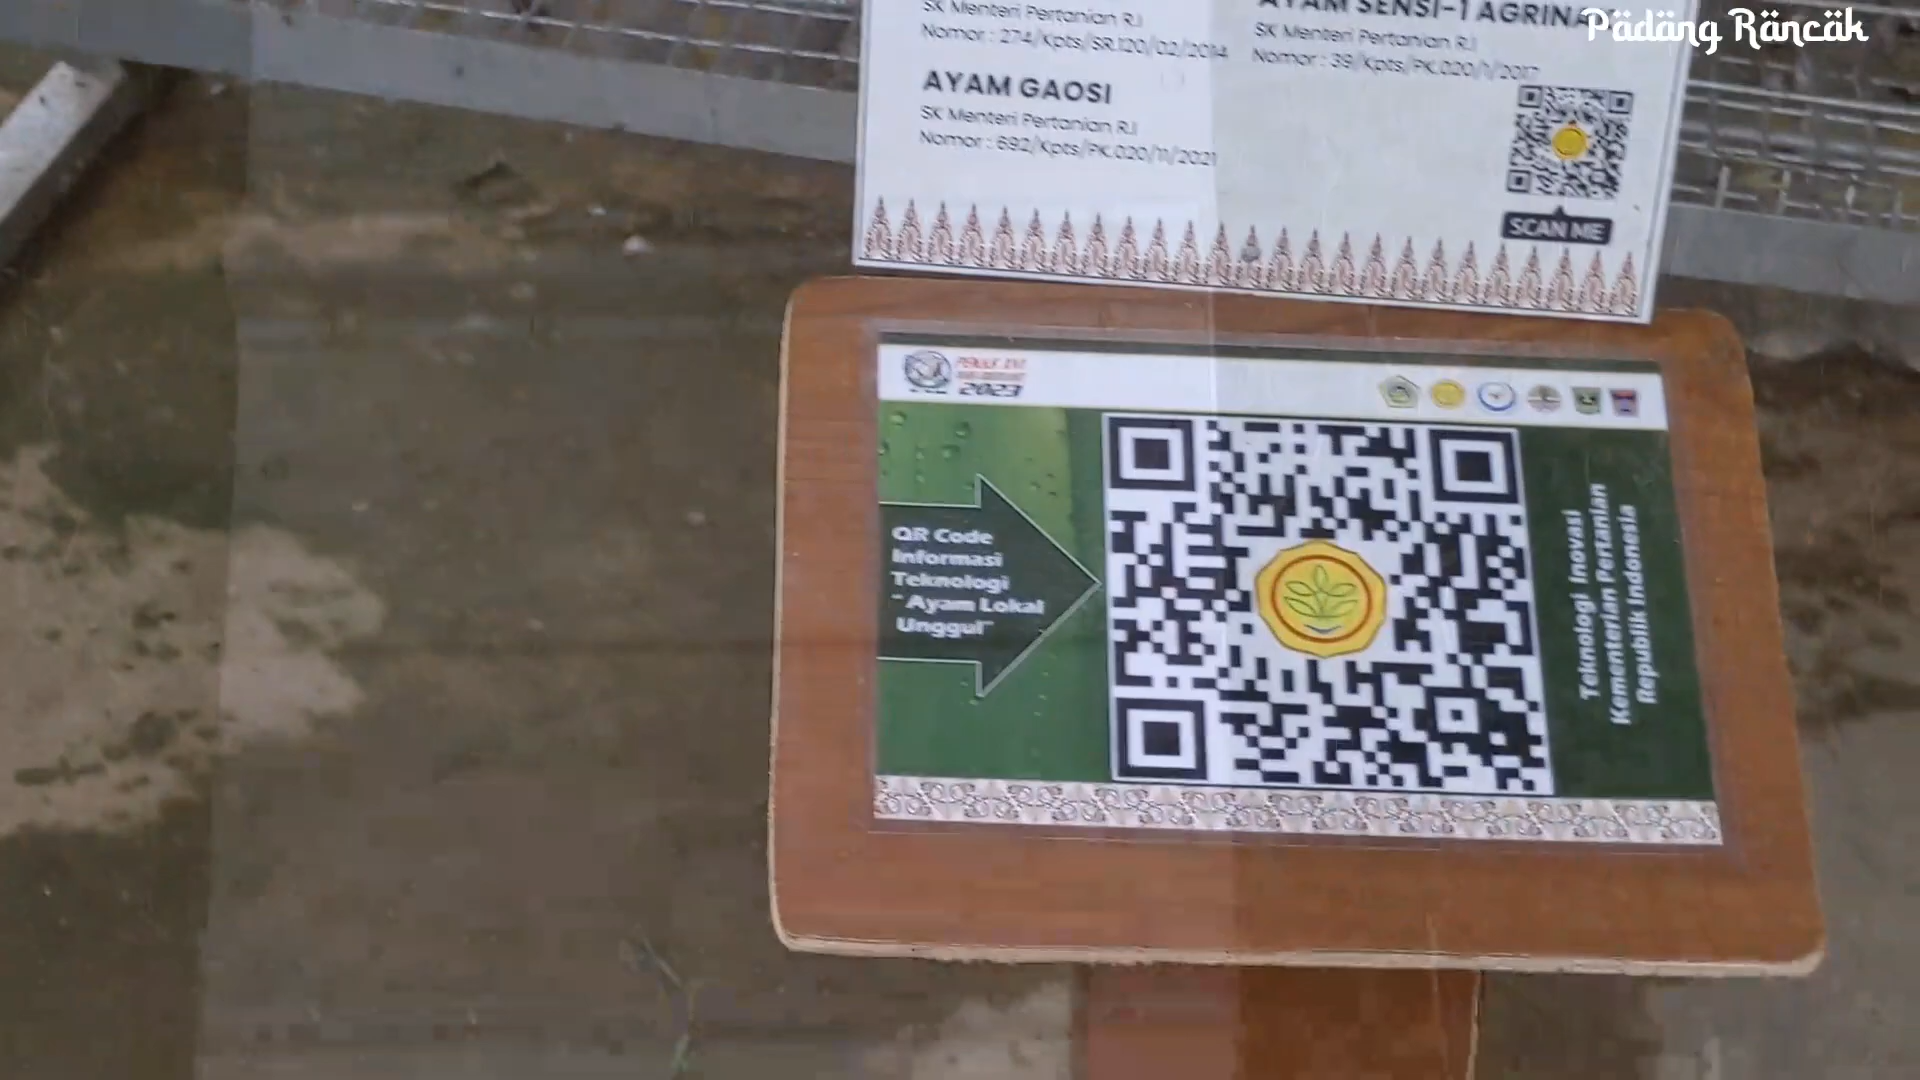 Pädäng Räncäk
SK Menteri Pertanian R.I
Nomor : 274/Kpts/SR.120/02/2014
AYAM GAOSI
SK Menteri Pertanian R.I
Nomor : 692/Kpts/PK.020/11/2021
AYAM SENSI-1 AGRINA
SK Menteri Pertanian R.I
Nomor : 39/Kpts/PK.020/1/2017
SCAN ME
2023
QR Code
Informasi
Teknologi
" Ayam Lokal
Unggul"
Teknologi Inovasi
Kementerian Pertanian
Republik Indonesia